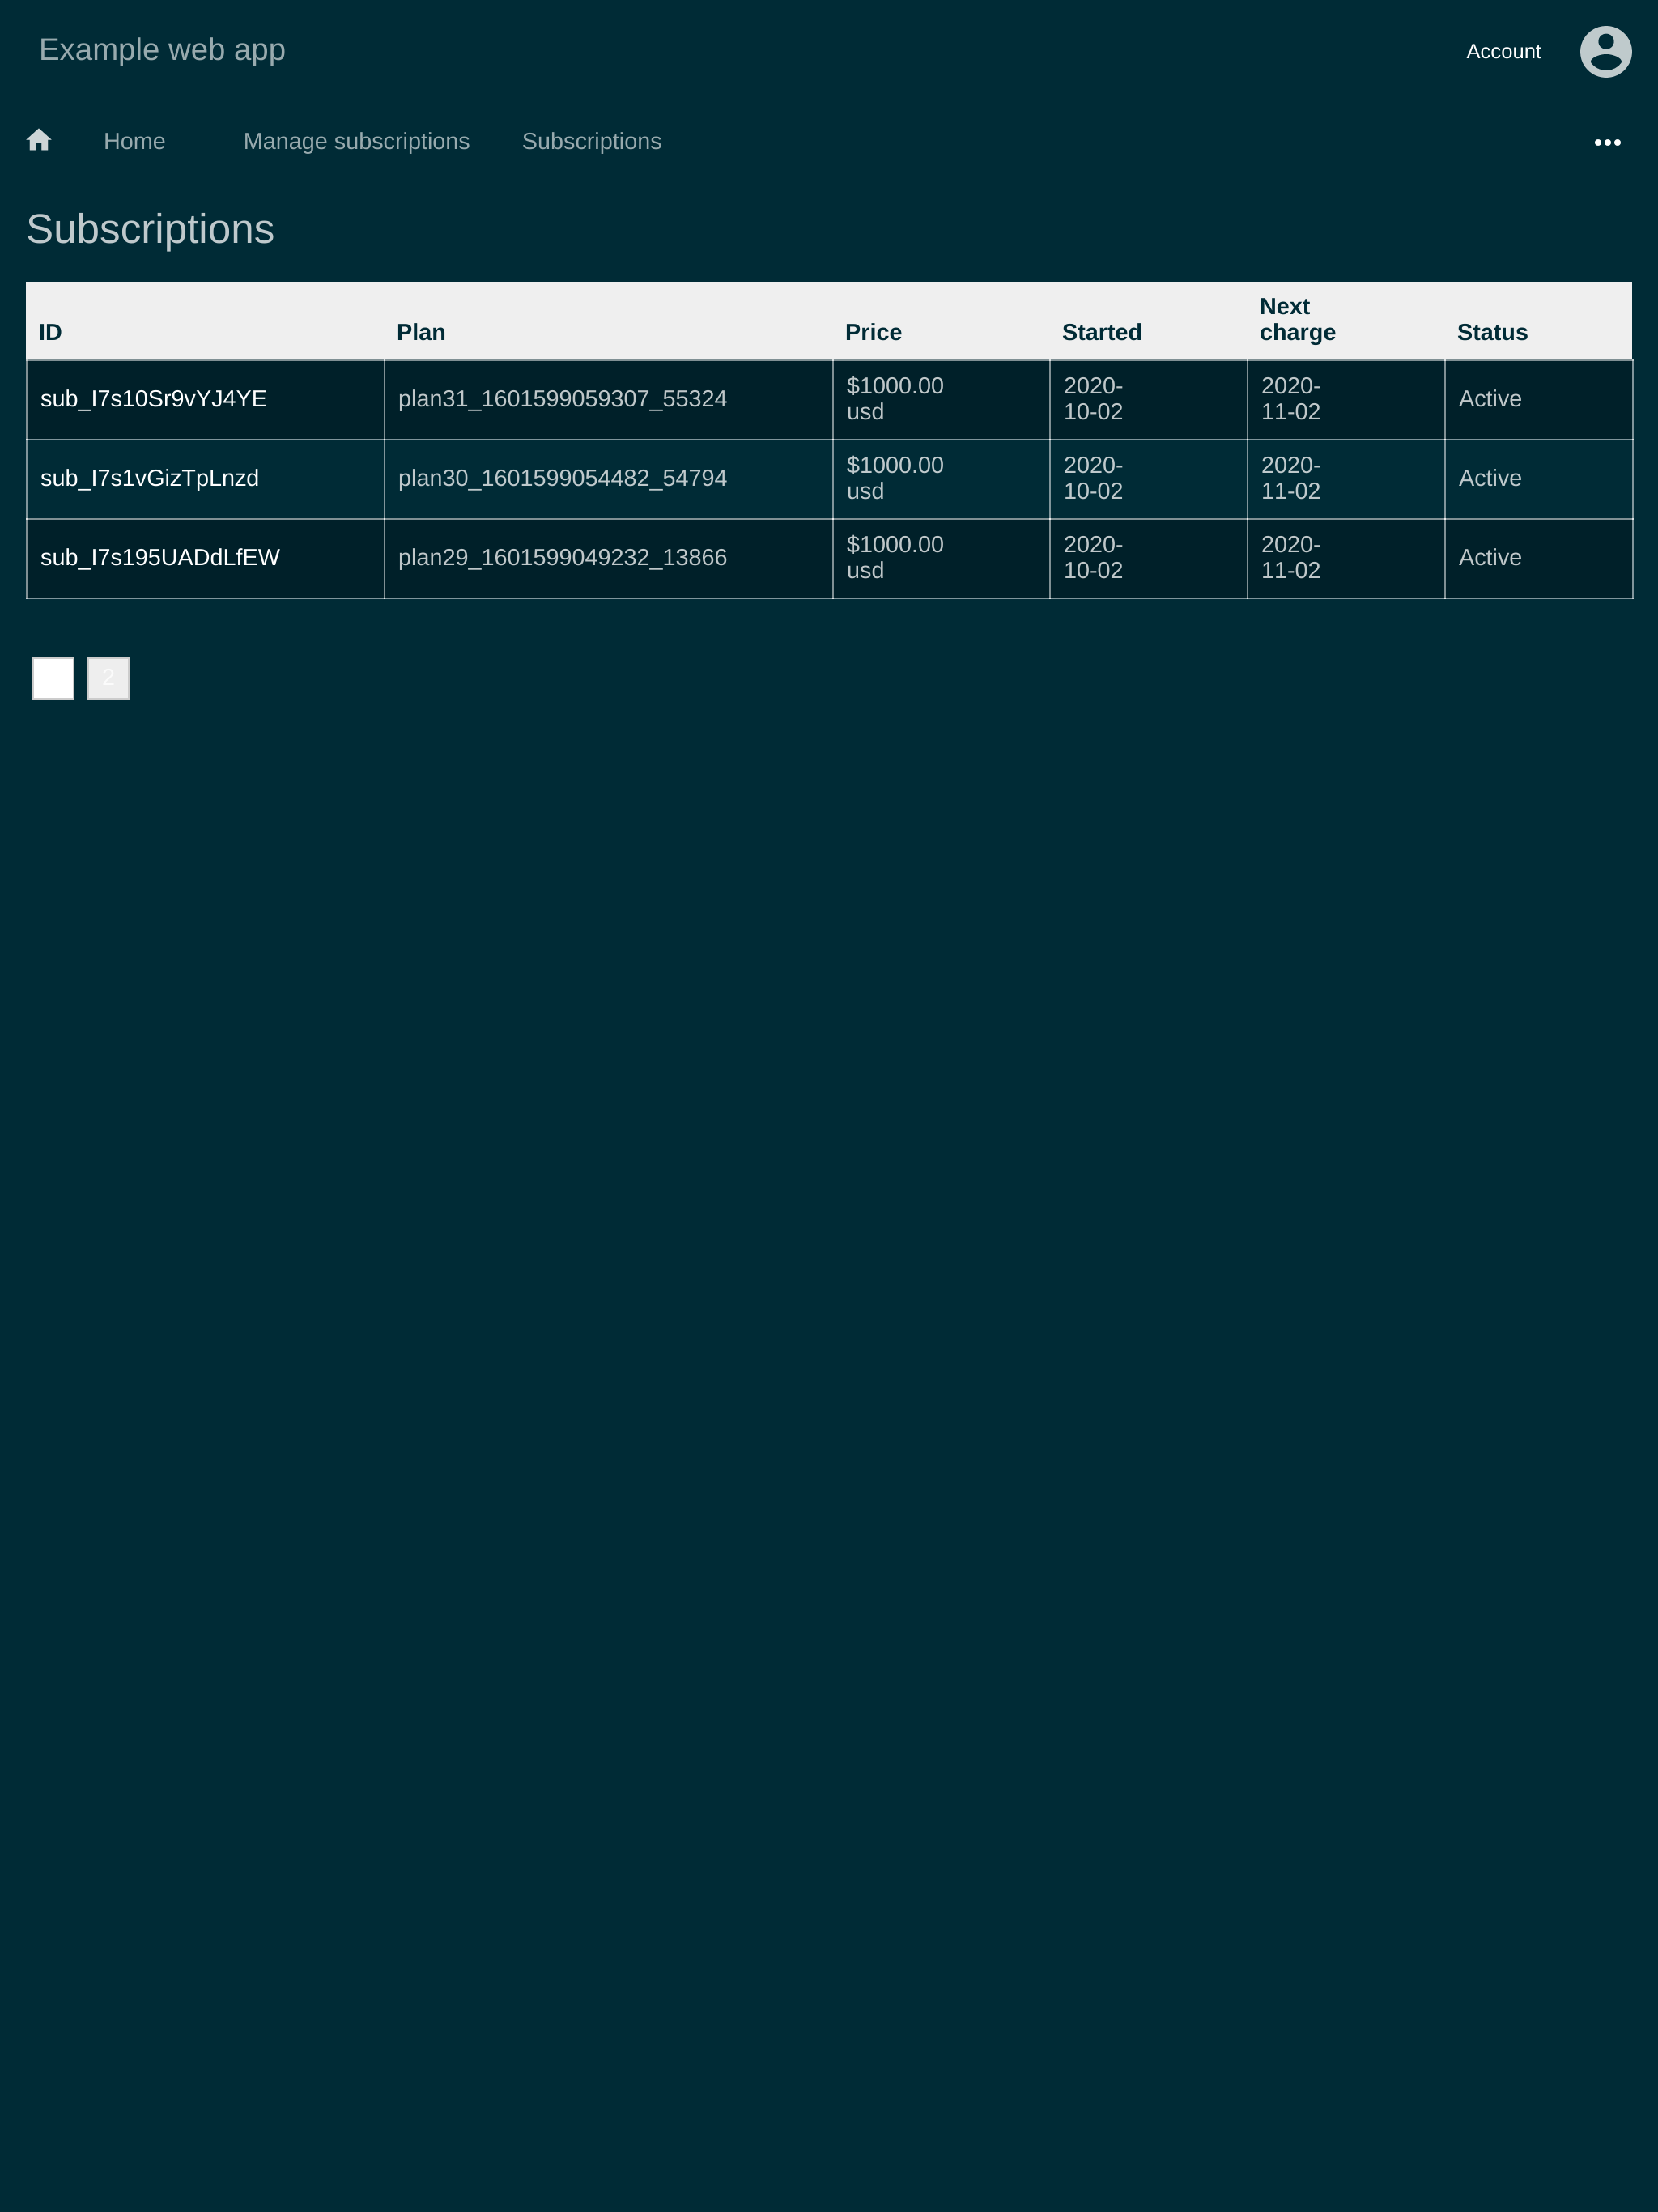 Example web app
Account
Home Manage subscriptions Subscriptions
Subscriptions
ID Plan Price Started Next charge Status
sub_I7s10Sr9vYJ4YE plan31_1601599059307_55324 $1000.00 usd 2020-10-02 2020-11-02 Active
sub_I7s1vGizTpLnzd plan30_1601599054482_54794 $1000.00 usd 2020-10-02 2020-11-02 Active
sub_I7s195UADdLfEW plan29_1601599049232_13866 $1000.00 usd 2020-10-02 2020-11-02 Active
2